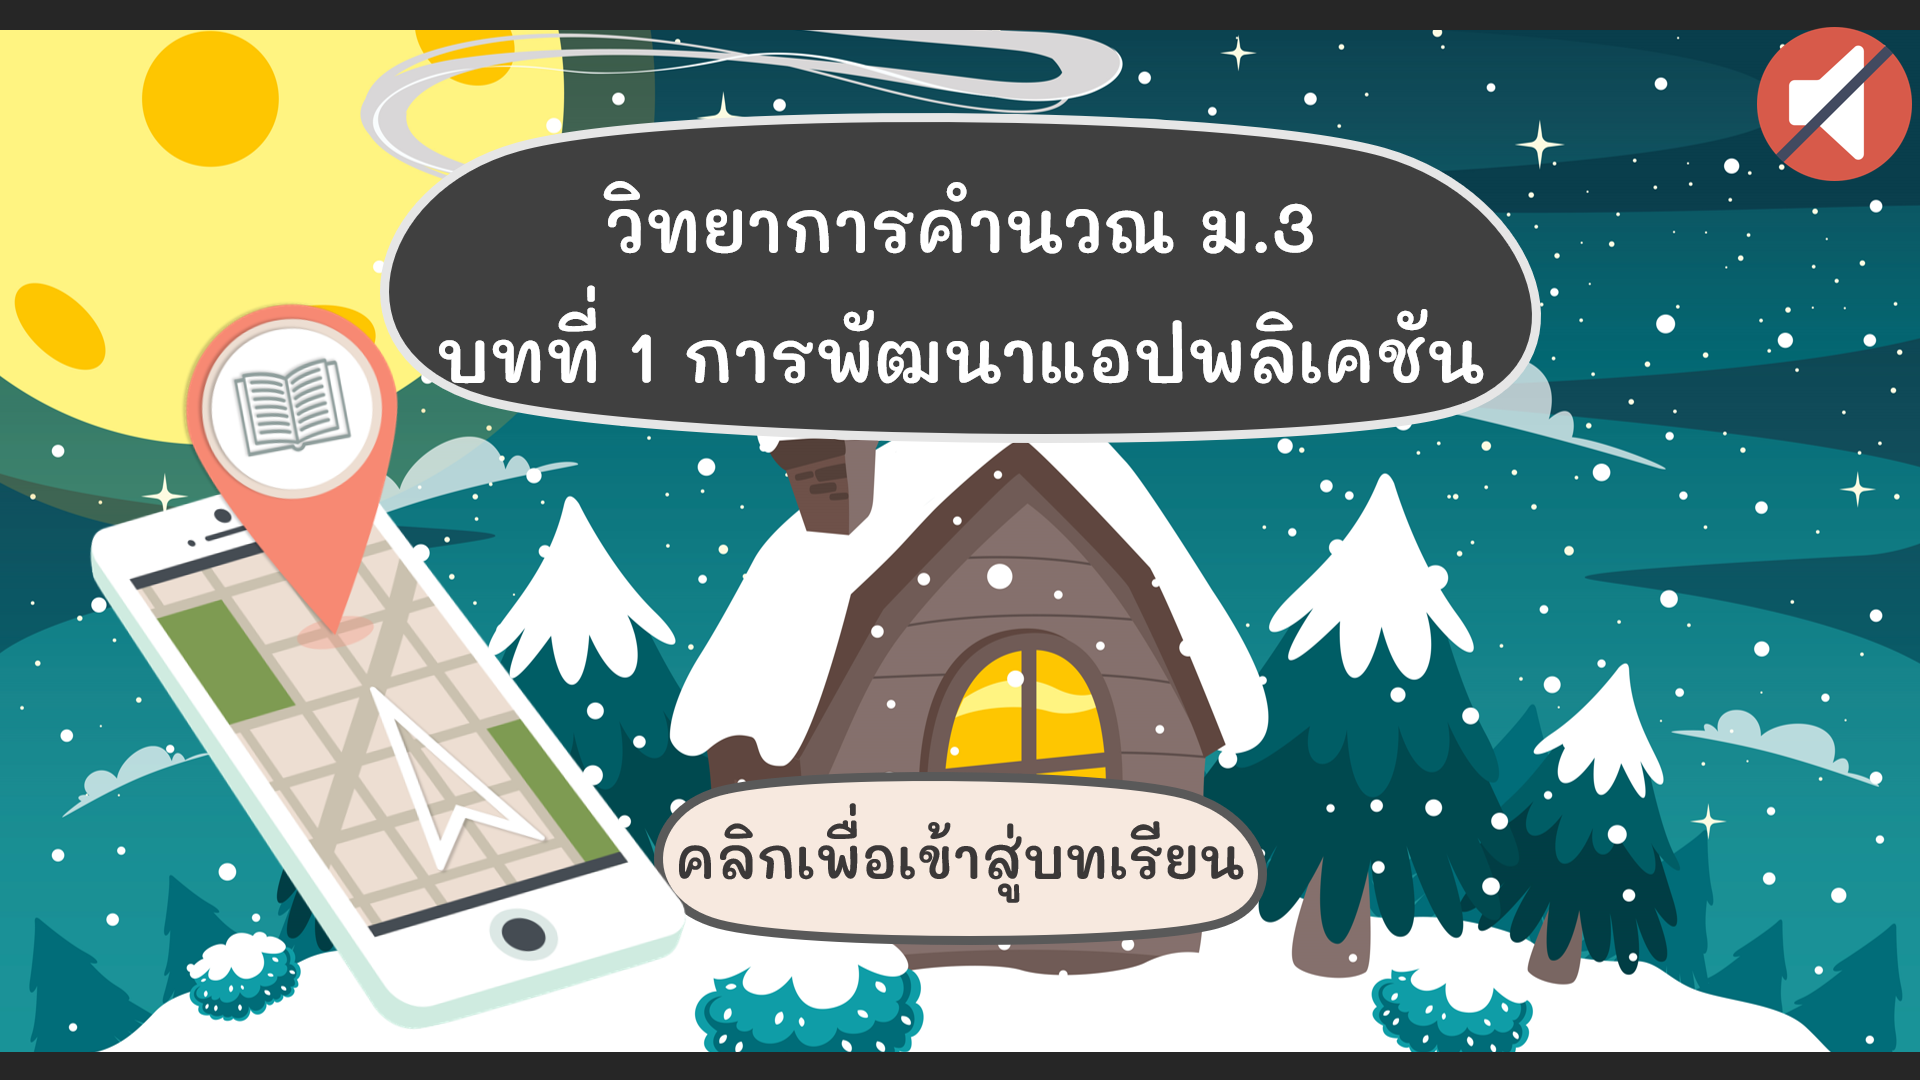 วิทยาการคำนวณ ม.3
บทที่ 1 การพัฒนาแอปพลิเคชัน
คลิกเพื่อเข้าสู่บทเรียน